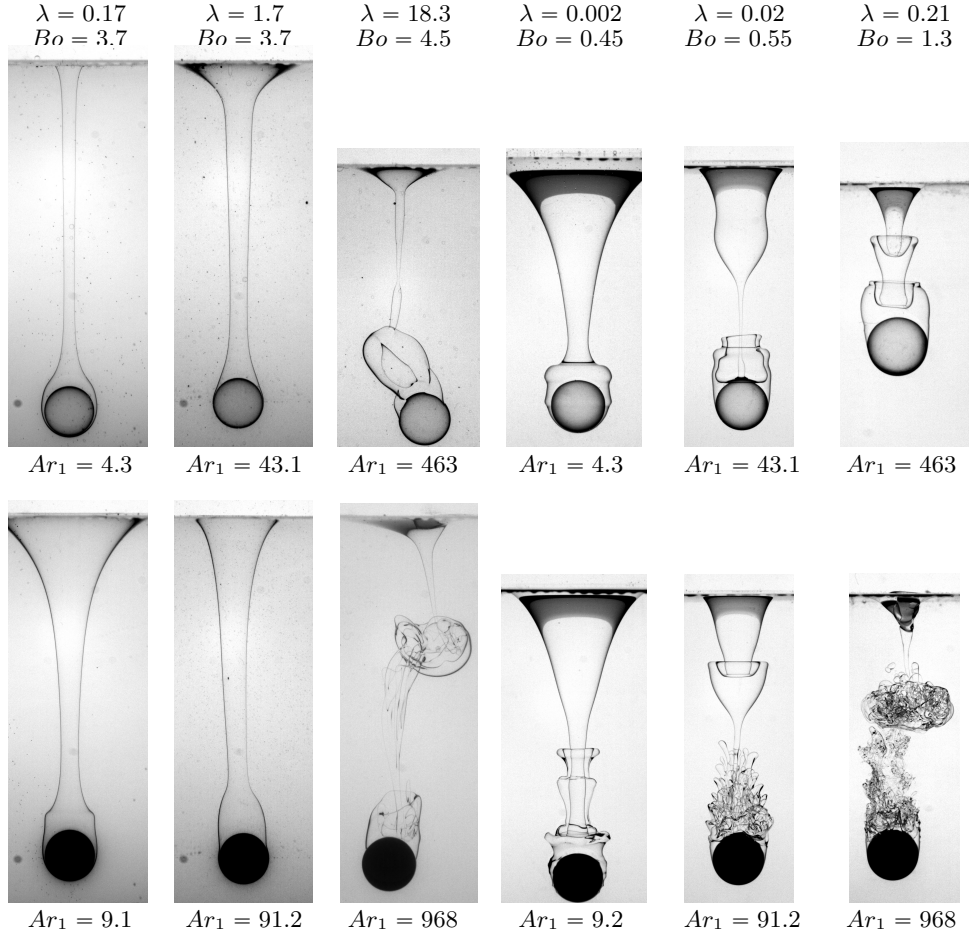 λ = 0.17 λ = 1.7 λ = 18.3 λ = 0.002 λ = 0.02 λ = 0.21
Bo = 3.7 Bo = 3.7 Bo = 4.5 Bo = 0.45 Bo = 0.55 Bo = 1.3
Ar₁ = 4.3 Ar₁ = 43.1 Ar₁ = 463 Ar₁ = 4.3 Ar₁ = 43.1 Ar₁ = 463
Ar₁ = 9.1 Ar₁ = 91.2 Ar₁ = 968 Ar₁ = 9.2 Ar₁ = 91.2 Ar₁ = 968